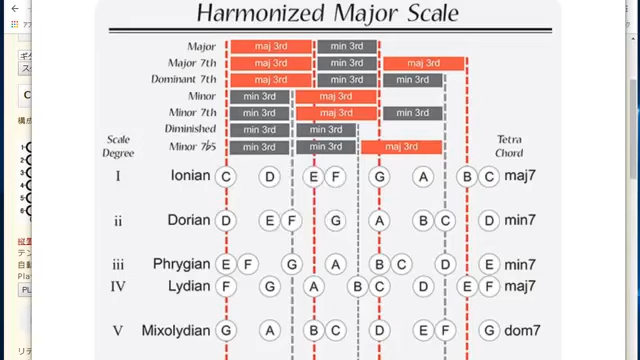 Harmonized Major Scale
Major maj 3rd min 3rd
Major 7th maj 3rd min 3rd maj 3rd
Dominant 7th maj 3rd min 3rd min 3rd
Minor min 3rd maj 3rd
Minor 7th min 3rd maj 3rd min 3rd
Diminished min 3rd min 3rd
Minor 7♭5 min 3rd min 3rd maj 3rd
Scale Degree
Tetra Chord
I Ionian C D E F G A B C maj7
ii Dorian D E F G A B C D min7
iii Phrygian E F G A B C D E min7
IV Lydian F G A B C D E F maj7
V Mixolydian G A B C D E F G dom7